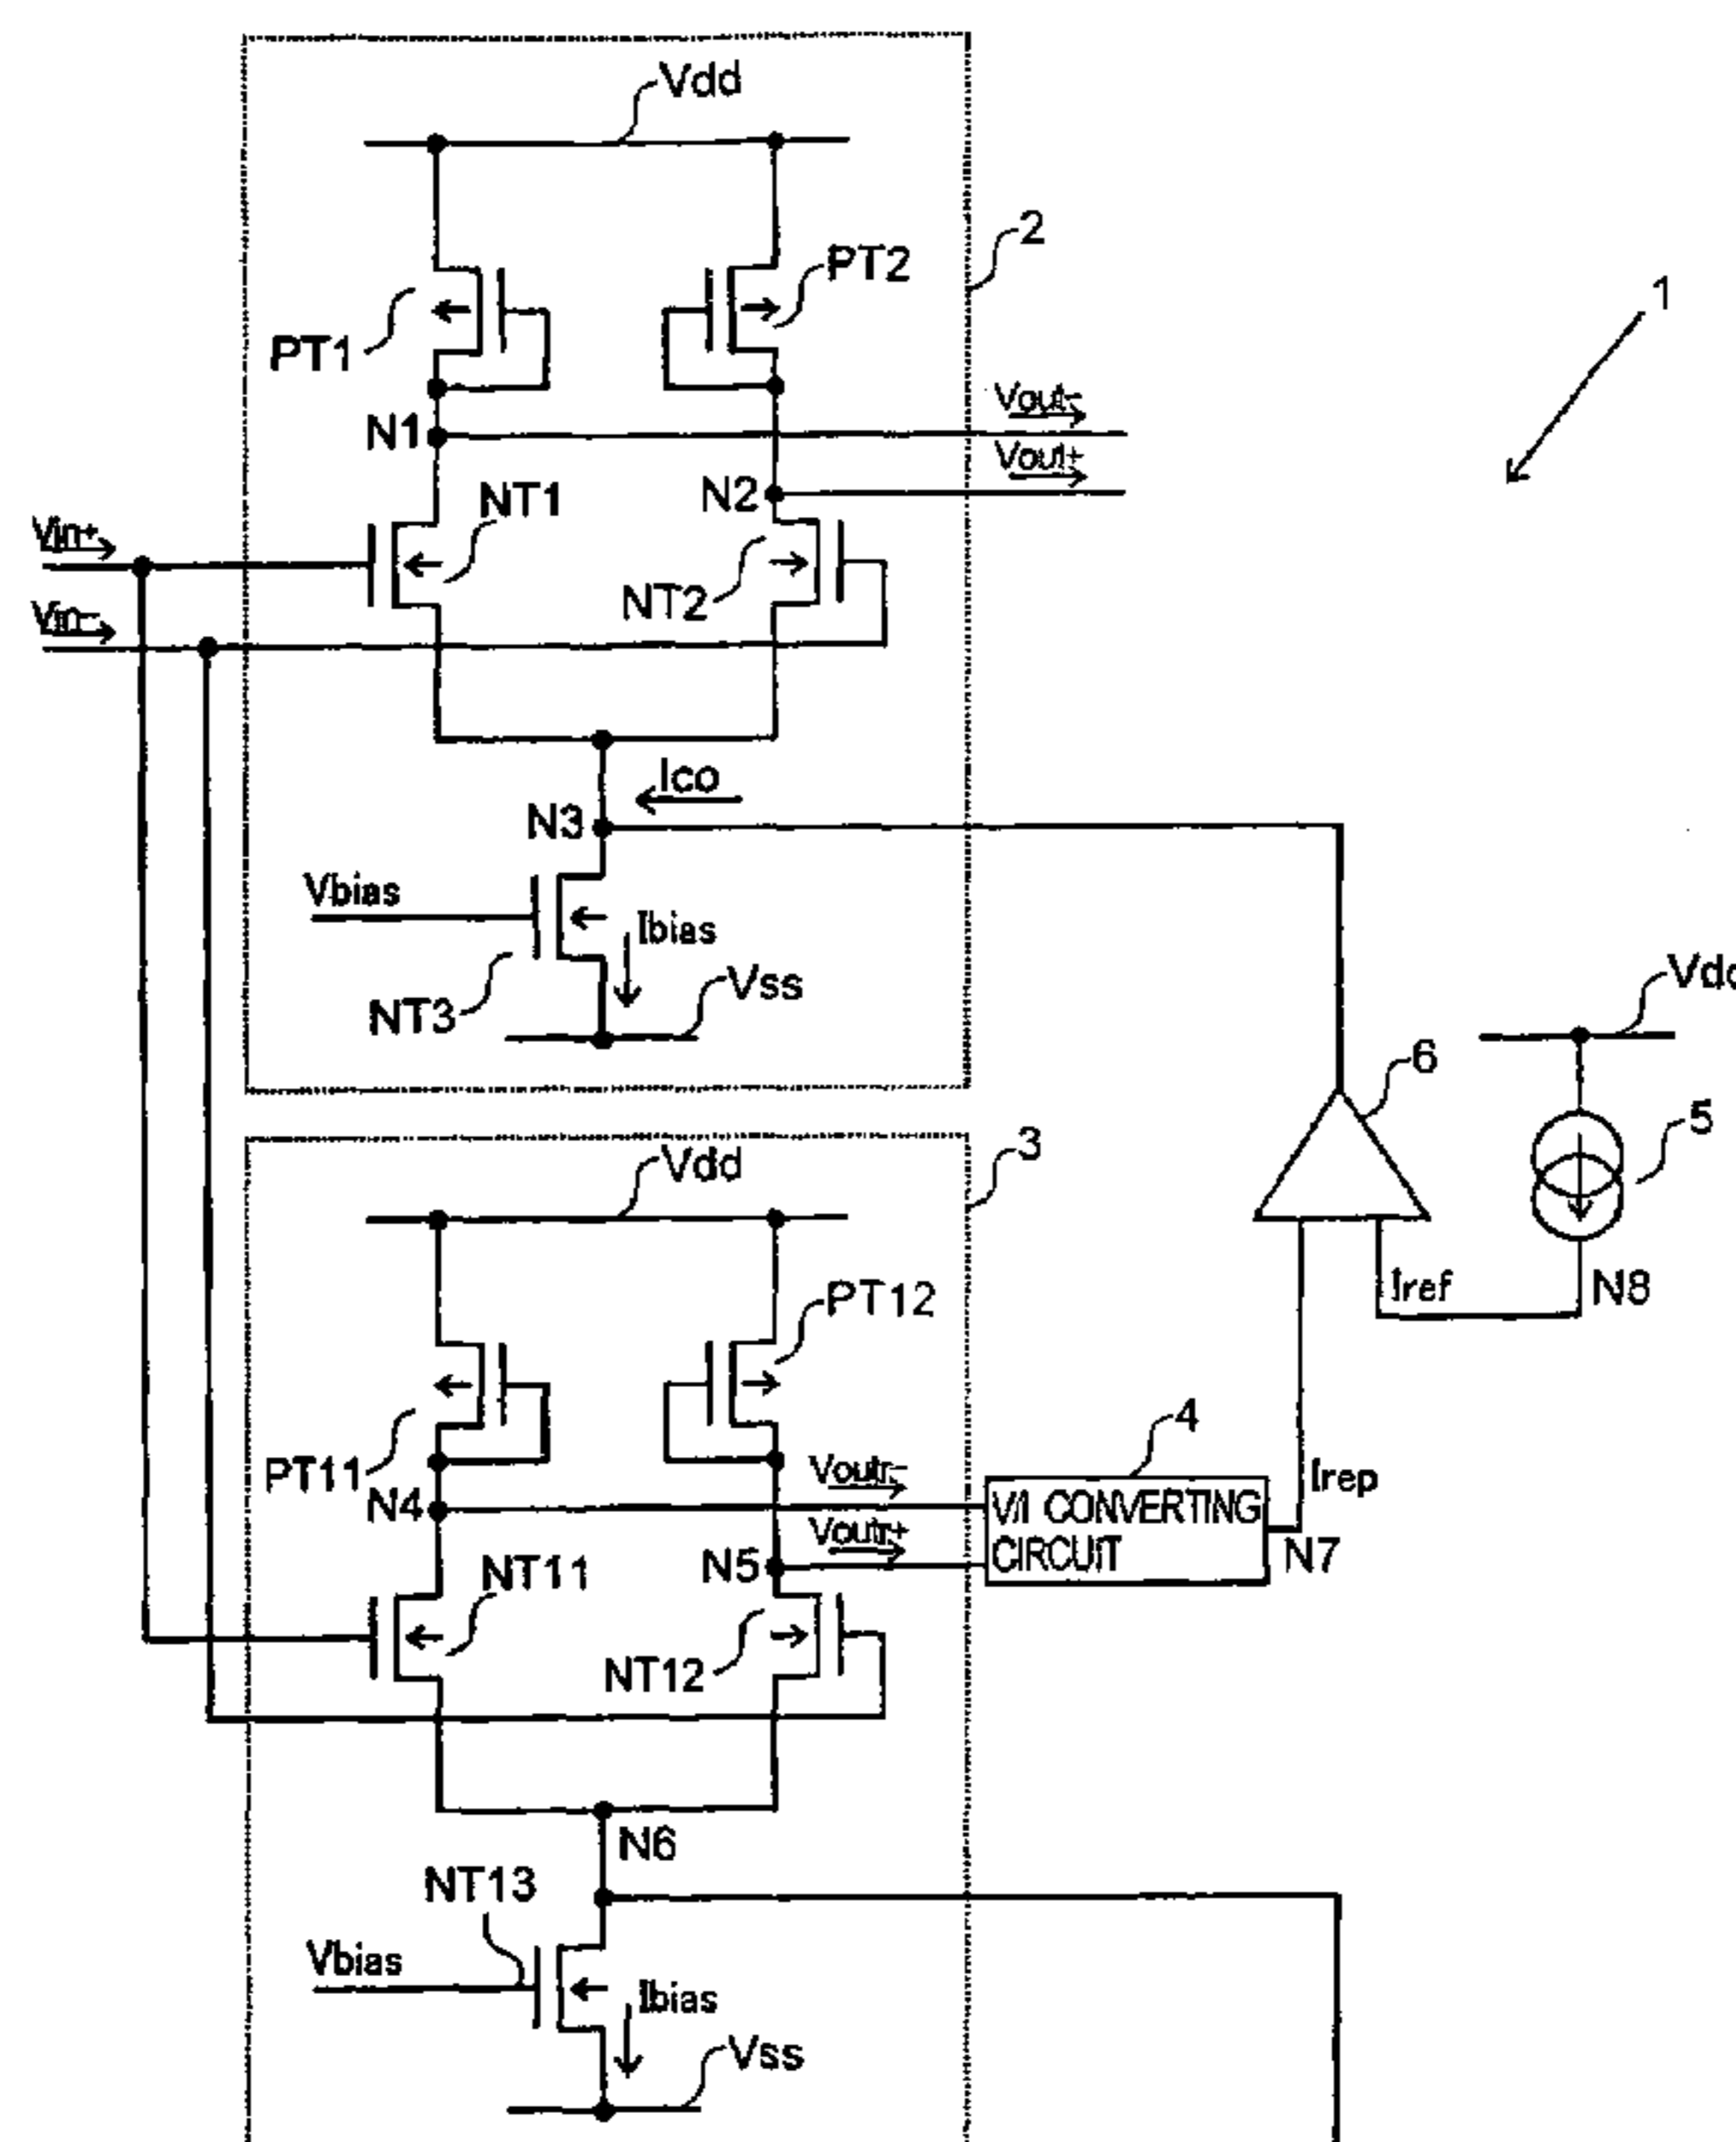 Vdd
2
PT2
1
PT1
Vout-
N1
Vout+
NT1
N2
Vin+
NT2
Vin-
Ico
N3
Vbias
Ibias
Vdd
Vss
NT3
6
5
3
Vdd
Iref
N8
PT12
4
PT11
Voutr-
Irep
N4
V/I CONVERTING
CIRCUIT
Voutr+
N5
N7
NT11
NT12
N6
NT13
Vbias
Ibias
Vss